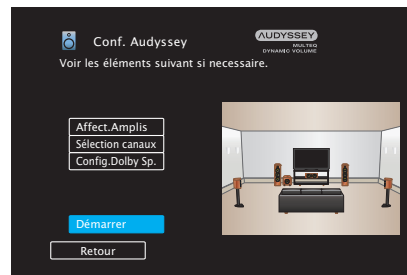 Conf. Audyssey
AUDYSSEY
MULTEQ
DYNAMIC VOLUME
Voir les éléments suivant si necessaire.
Affect.Amplis
Sélection canaux
Config.Dolby Sp.
Démarrer
Retour